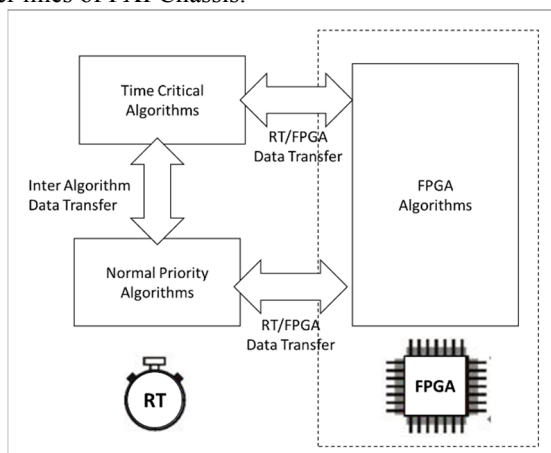 Time Critical
Algorithms
RT/FPGA
Data Transfer
FPGA
Algorithms
Inter Algorithm
Data Transfer
Normal Priority
Algorithms
RT/FPGA
Data Transfer
RT
FPGA